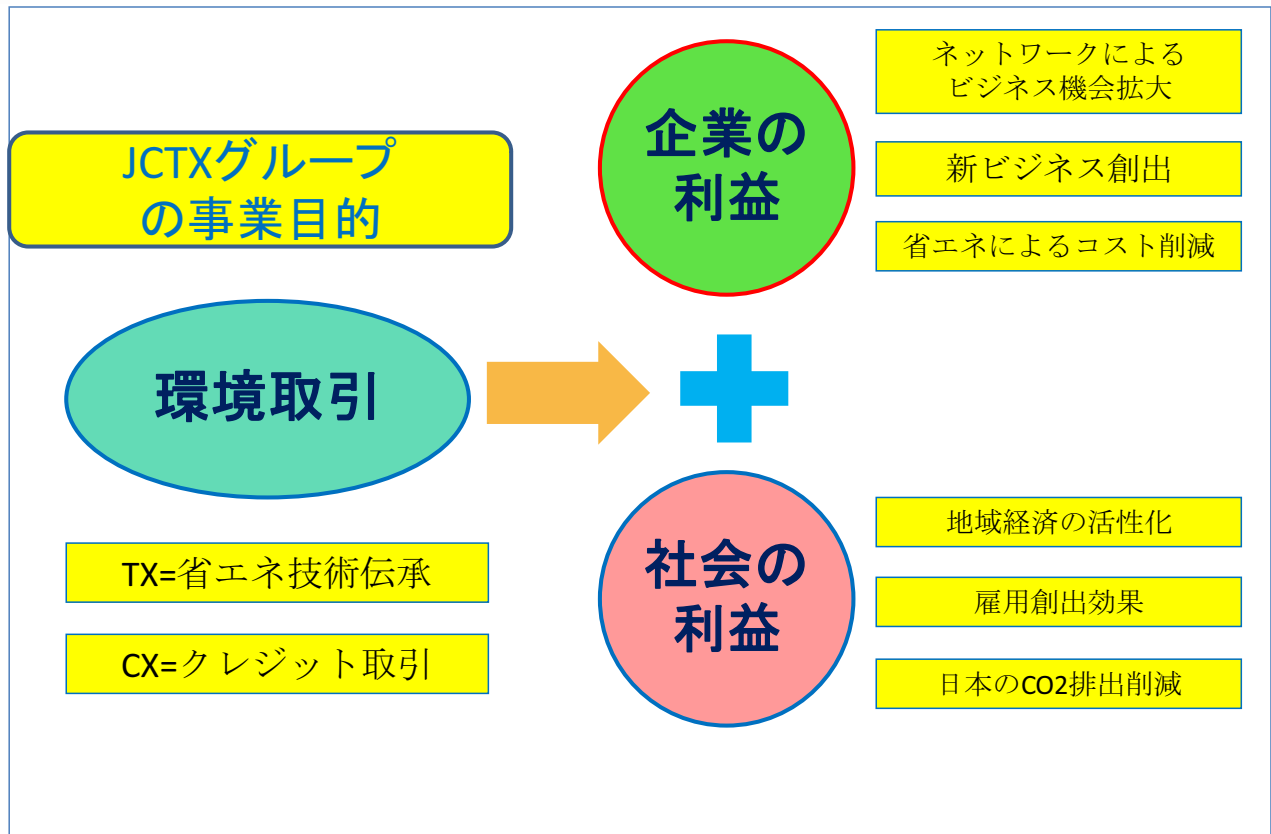 JCTXグループ
の事業目的
環境取引
TX=省エネ技術伝承
CX=クレジット取引
企業の
利益
ネットワークによる
ビジネス機会拡大
新ビジネス創出
省エネによるコスト削減
社会の
利益
地域経済の活性化
雇用創出効果
日本のCO2排出削減